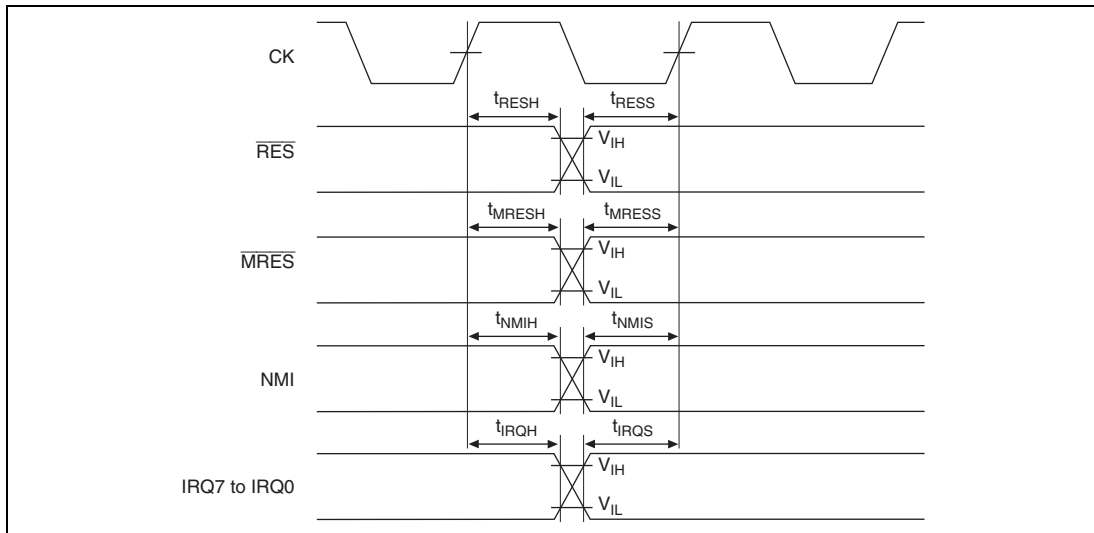 CK
tRESH tRESS
RES
VIH
VIL
tMRESH tMRESS
MRES
VIH
VIL
tNMIH tNMIS
NMI
VIH
VIL
tIRQH tIRQS
IRQ7 to IRQ0
VIH
VIL